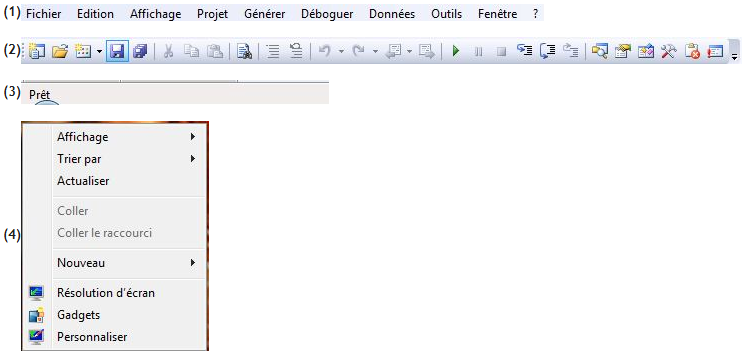 (1) Fichier Edition Affichage Projet Générer Déboguer Données Outils Fenêtre ?
(2)
(3) Prêt
Affichage
Trier par
Actualiser
Coller
Coller le raccourci
(4)
Nouveau
Résolution d'écran
Gadgets
Personnaliser